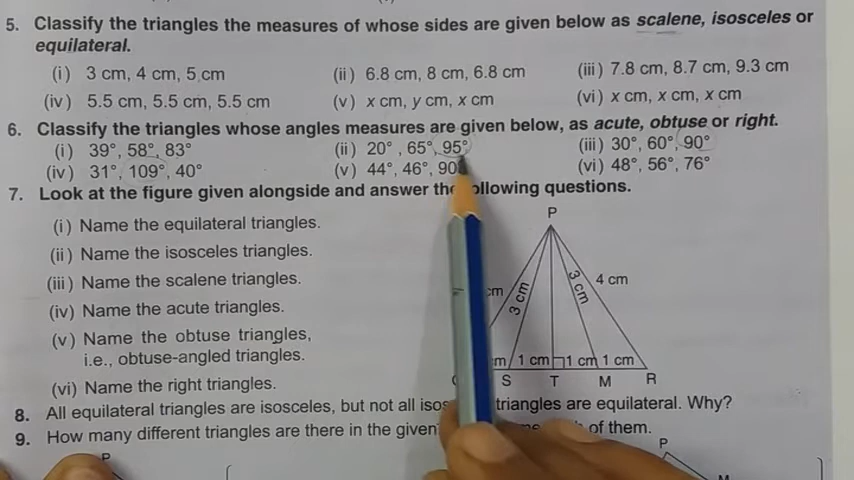 5. Classify the triangles the measures of whose sides are given below as scalene, isosceles or
equilateral.
(i) 3 cm, 4 cm, 5 cm (ii) 6.8 cm, 8 cm, 6.8 cm (iii) 7.8 cm, 8.7 cm, 9.3 cm
(iv) 5.5 cm, 5.5 cm, 5.5 cm (v) x cm, y cm, x cm (vi) x cm, x cm, x cm
6. Classify the triangles whose angles measures are given below, as acute, obtuse or right.
(i) 39°, 58°, 83° (ii) 20°, 65°, 95° (iii) 30°, 60°, 90°
(iv) 31°, 109°, 40° (v) 44°, 46°, 90 (vi) 48°, 56°, 76°
7. Look at the figure given alongside and answer the following questions.
P
(i) Name the equilateral triangles.
(ii) Name the isosceles triangles.
(iii) Name the scalene triangles.
cm 3 cm 3 cm 4 cm
(iv) Name the acute triangles.
(v) Name the obtuse triangles,
i.e., obtuse-angled triangles.
m 1 cm 1 cm 1 cm
S T M R
(vi) Name the right triangles.
8. All equilateral triangles are isosceles, but not all isos triangles are equilateral. Why?
9. How many different triangles are there in the given of them.
P P
M